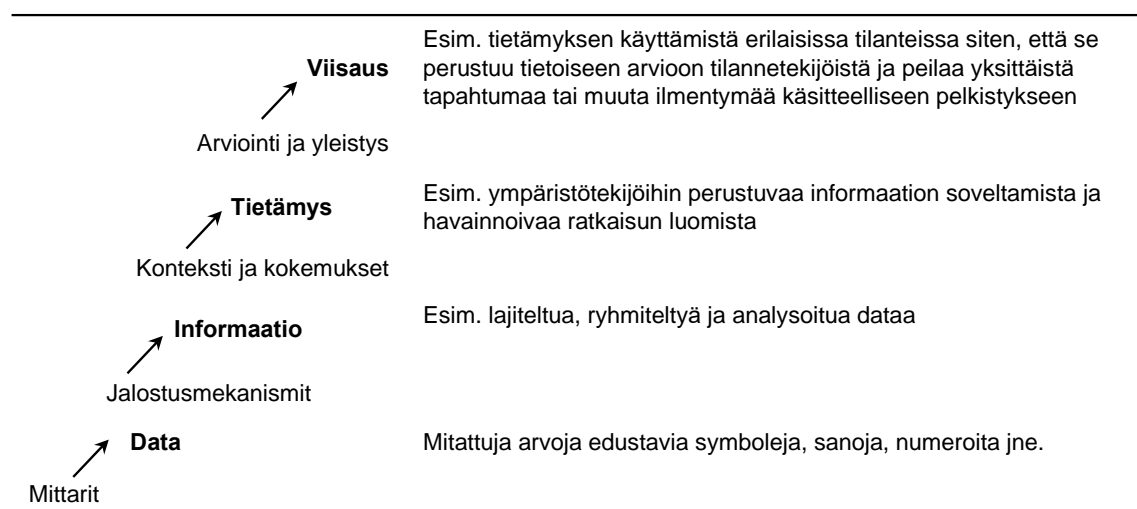 Esim. tietämyksen käyttämistä erilaisissa tilanteissa siten, että se
Viisaus perustuu tietoiseen arvioon tilannetekijöistä ja peilaa yksittäistä
tapahtumaa tai muuta ilmentymää käsitteelliseen pelkistykseen
Arviointi ja yleistys
Esim. ympäristötekijöihin perustuvaa informaation soveltamista ja
Tietämys havainnoivaa ratkaisun luomista
Konteksti ja kokemukset
Informaatio Esim. lajiteltua, ryhmiteltyä ja analysoitua dataa
Jalostusmekanismit
Data Mitattuja arvoja edustavia symboleja, sanoja, numeroita jne.
Mittarit